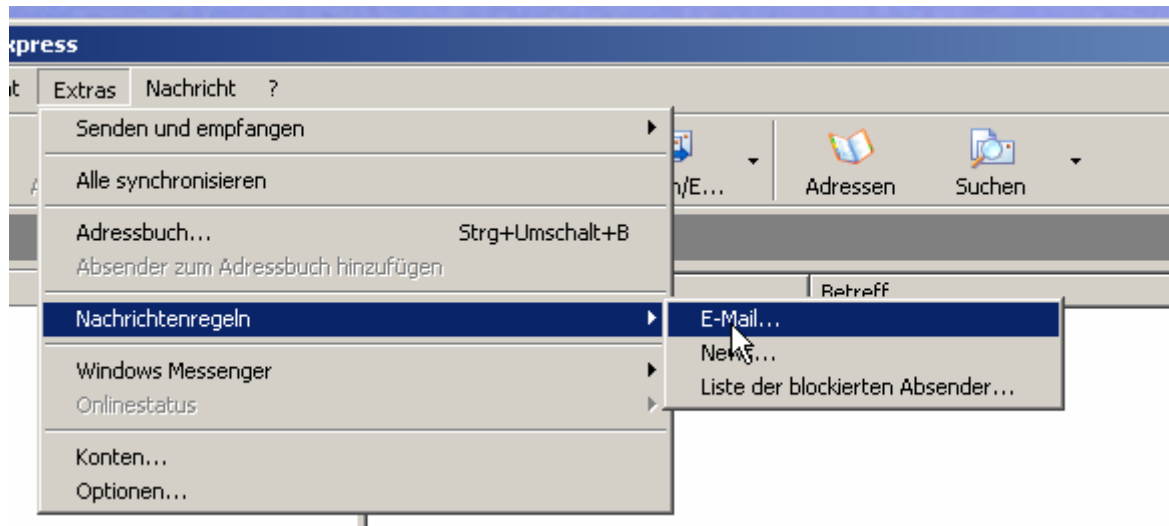 xpress
Extras Nachricht ?
Senden und empfangen
Alle synchronisieren
Adressen Suchen
Adressbuch... Strg+Umschalt+B
Absender zum Adressbuch hinzufügen
Betreff
Nachrichtenregeln
E-Mail...
News...
Liste der blockierten Absender...
Windows Messenger
Onlinestatus
Konten...
Optionen...